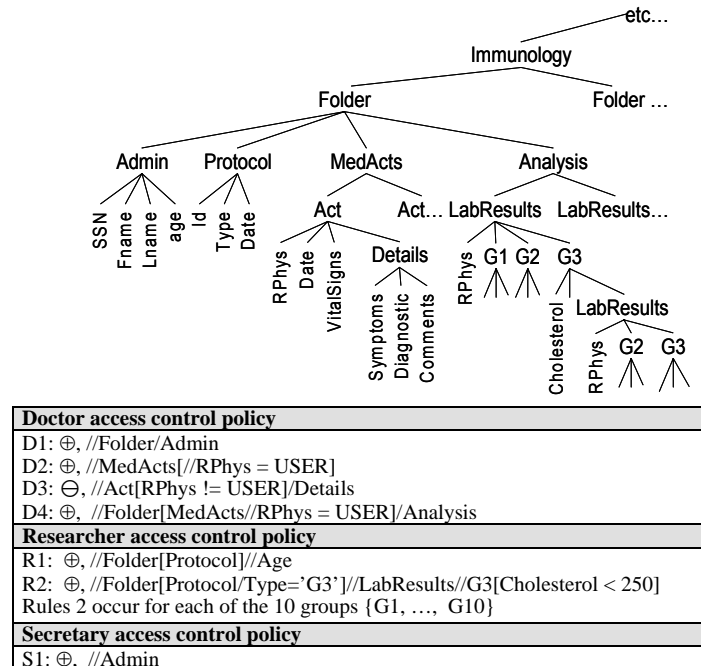 etc...
Immunology
Folder
Folder ...
Admin
Protocol
MedActs
Analysis
SSN
Fname
Lname
age
Id
Type
Date
Act
Act...
LabResults
LabResults...
RPhys
Date
VitalSigns
Details
RPhys
G1
G2
G3
Symptoms
Diagnostic
Comments
Cholesterol
LabResults
RPhys
G2
G3
Doctor access control policy
D1: ⊕, //Folder/Admin
D2: ⊕, //MedActs[//RPhys = USER]
D3: ⊖, //Act[RPhys != USER]/Details
D4: ⊕, //Folder[MedActs//RPhys = USER]/Analysis
Researcher access control policy
R1: ⊕, //Folder[Protocol]//Age
R2: ⊕, //Folder[Protocol/Type=’G3’]//LabResults//G3[Cholesterol < 250]
Rules 2 occur for each of the 10 groups {G1, …, G10}
Secretary access control policy
S1: ⊕, //Admin